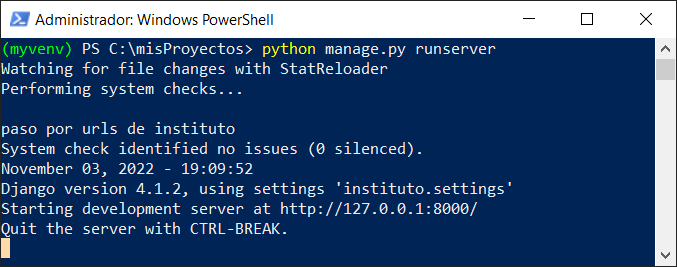 Administrador: Windows PowerShell
(myvenv) PS C:\misProyectos> python manage.py runserver
Watching for file changes with StatReloader
Performing system checks...

paso por urls de instituto
System check identified no issues (0 silenced).
November 03, 2022 - 19:09:52
Django version 4.1.2, using settings 'instituto.settings'
Starting development server at http://127.0.0.1:8000/
Quit the server with CTRL-BREAK.